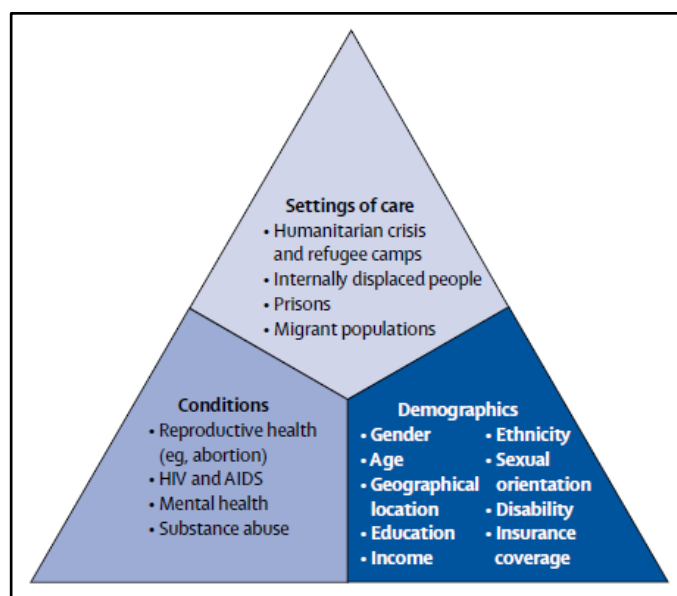 Settings of care
• Humanitarian crisis
and refugee camps
• Internally displaced people
• Prisons
• Migrant populations
Conditions
• Reproductive health
(eg, abortion)
• HIV and AIDS
• Mental health
• Substance abuse
Demographics
• Gender
• Age
• Geographical
location
• Education
• Income
• Ethnicity
• Sexual
orientation
• Disability
• Insurance
coverage